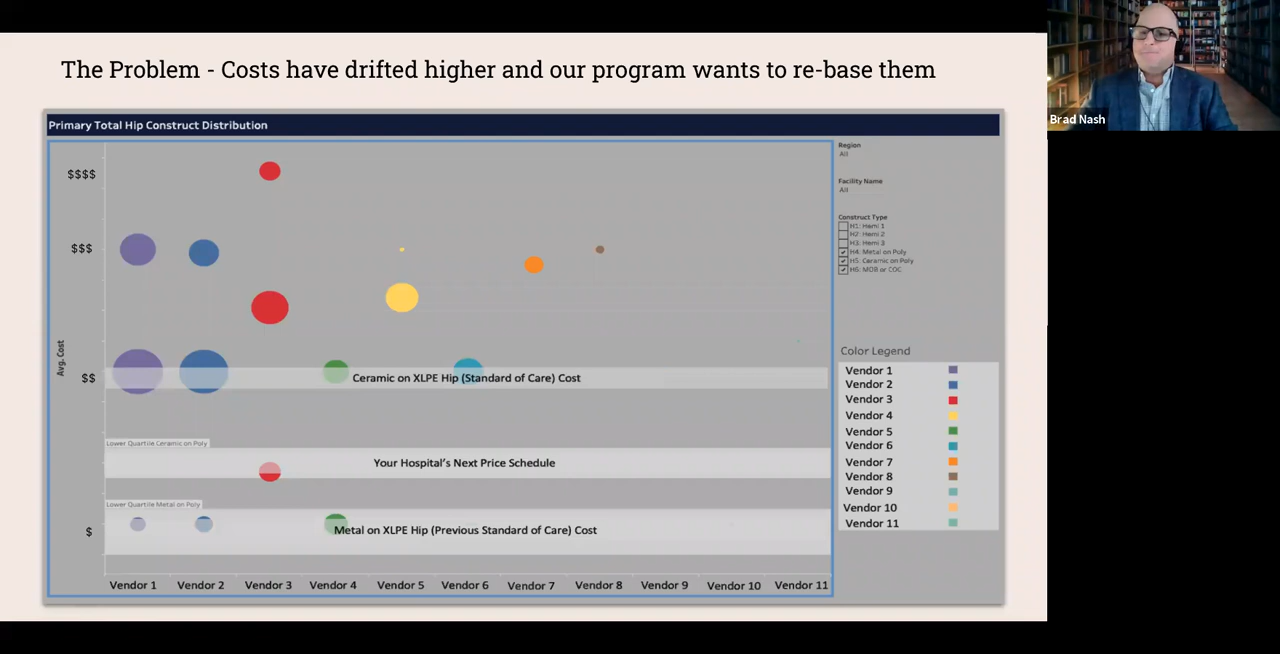 The Problem - Costs have drifted higher and our program wants to re-base them
Brad Nash
Primary Total Hip Construct Distribution
Region
All
Facility Name
All
Construct Type
H1: Hemi 1
H2: Hemi 2
H3: Hemi 3
H4: Metal on Poly
H5: Ceramic on Poly
H6: MOB or COC
$$$$
$$$
Avg. Cost
$$
$
Ceramic on XLPE Hip (Standard of Care) Cost
Lower Quartile Ceramic on Poly
Your Hospital's Next Price Schedule
Lower Quartile Metal on Poly
Metal on XLPE Hip (Previous Standard of Care) Cost
Vendor 1 Vendor 2 Vendor 3 Vendor 4 Vendor 5 Vendor 6 Vendor 7 Vendor 8 Vendor 9 Vendor 10 Vendor 11
Color Legend
Vendor 1
Vendor 2
Vendor 3
Vendor 4
Vendor 5
Vendor 6
Vendor 7
Vendor 8
Vendor 9
Vendor 10
Vendor 11